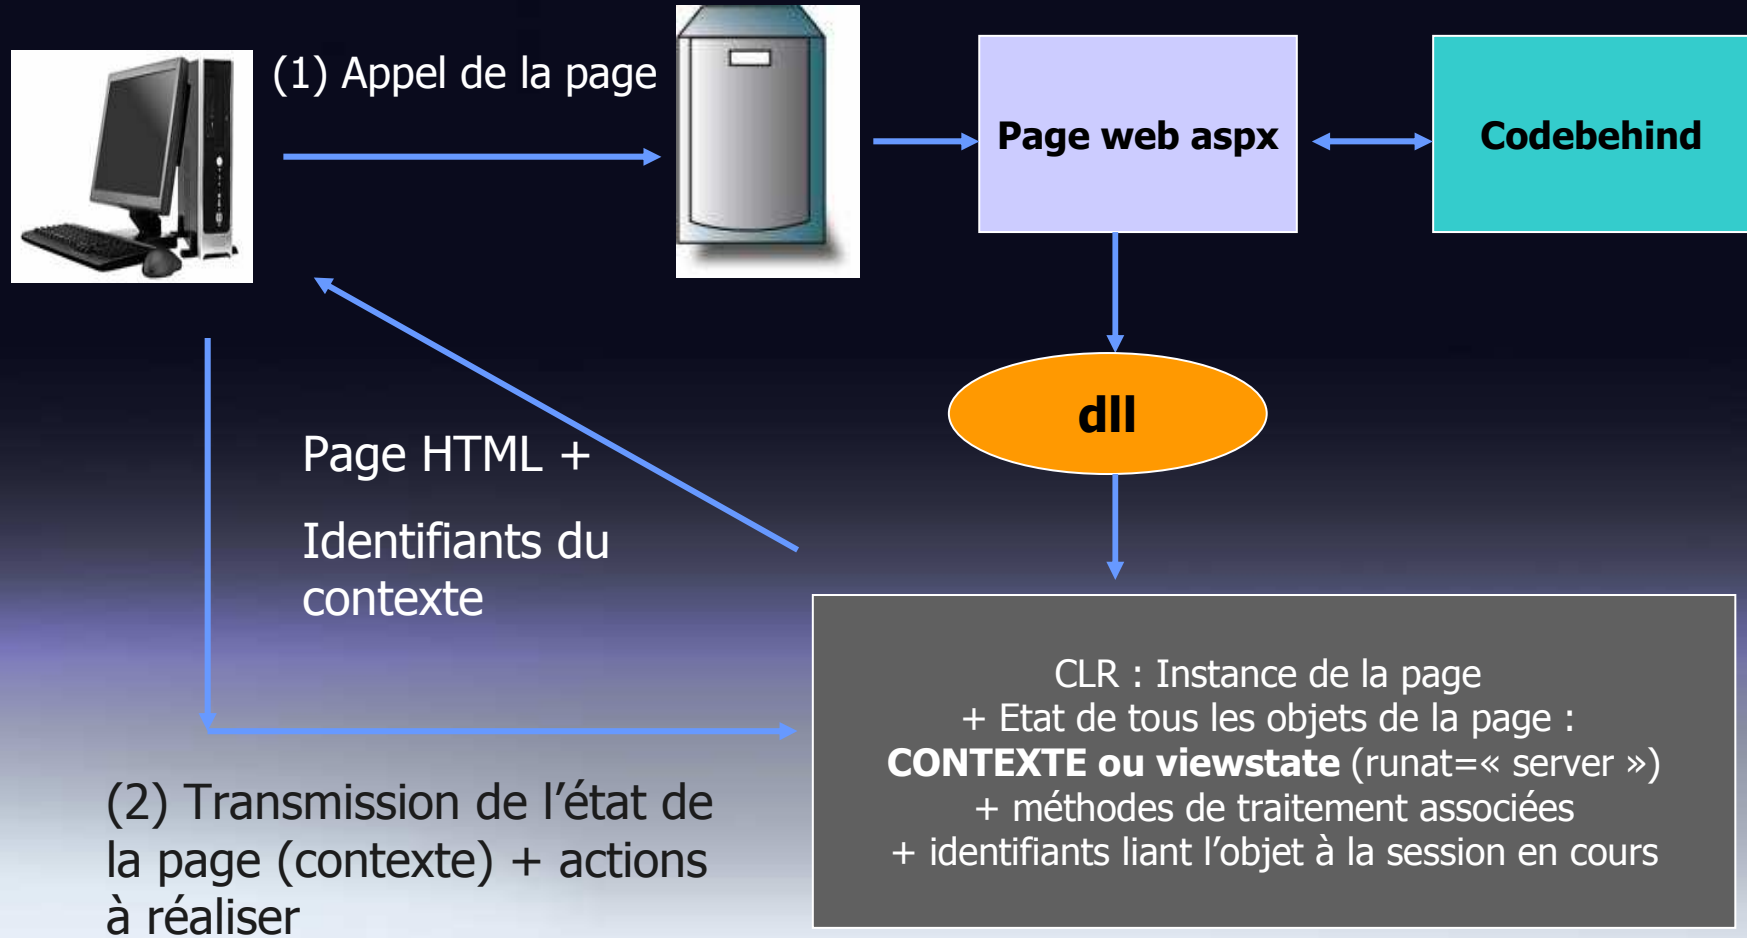 (1) Appel de la page
Page web aspx
Codebehind
dll
Page HTML +
Identifiants du
contexte
CLR : Instance de la page
+ Etat de tous les objets de la page :
CONTEXTE ou viewstate (runat=« server »)
+ méthodes de traitement associées
+ identifiants liant l’objet à la session en cours
(2) Transmission de l’état de
la page (contexte) + actions
à réaliser